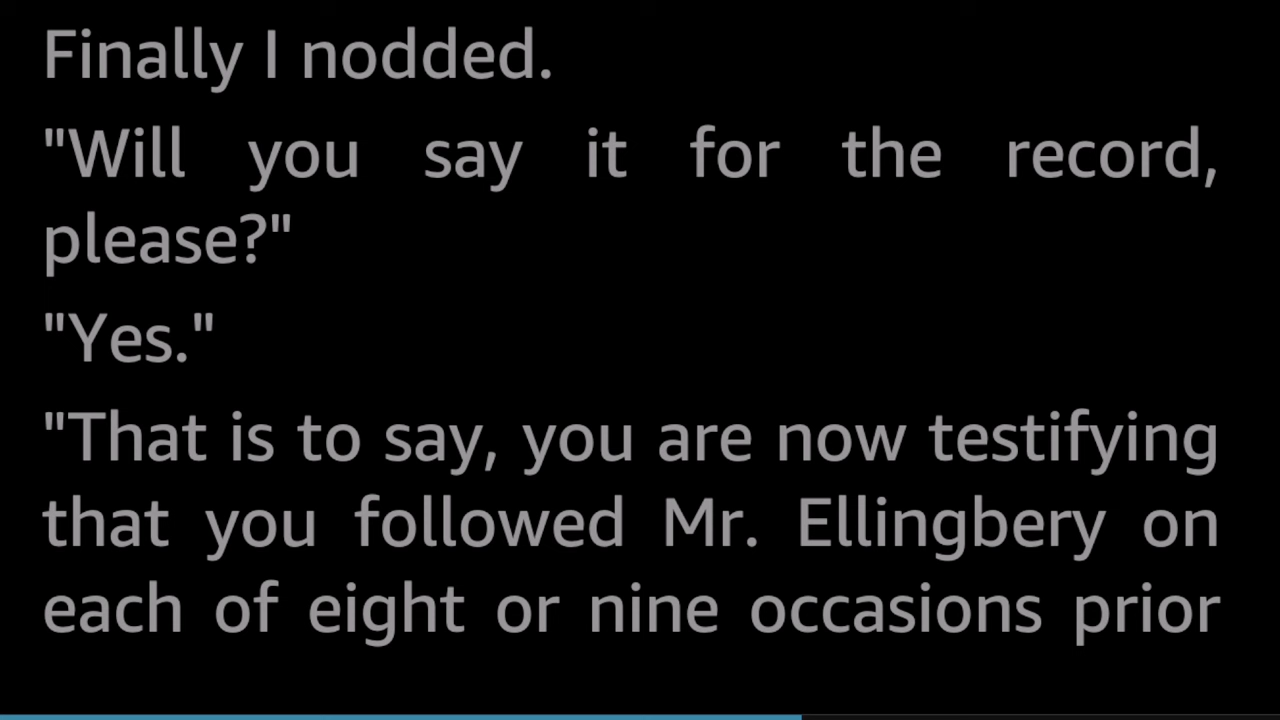 Finally I nodded.
"Will you say it for the record,
please?"
"Yes."
"That is to say, you are now testifying
that you followed Mr. Ellingbery on
each of eight or nine occasions prior